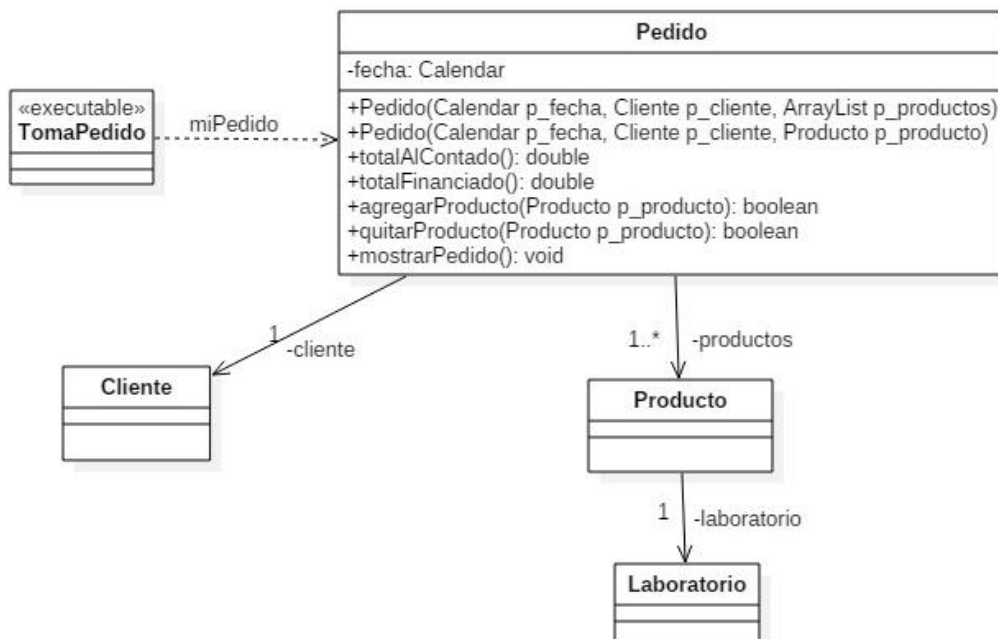 Pedido
-fecha: Calendar
+Pedido(Calendar p_fecha, Cliente p_cliente, ArrayList p_productos)
+Pedido(Calendar p_fecha, Cliente p_cliente, Producto p_producto)
+totalAlContado(): double
+totalFinanciado(): double
+agregarProducto(Producto p_producto): boolean
+quitarProducto(Producto p_producto): boolean
+mostrarPedido(): void
«executable»
TomaPedido
miPedido
1
-cliente
1..*
-productos
Cliente
Producto
1
-laboratorio
Laboratorio